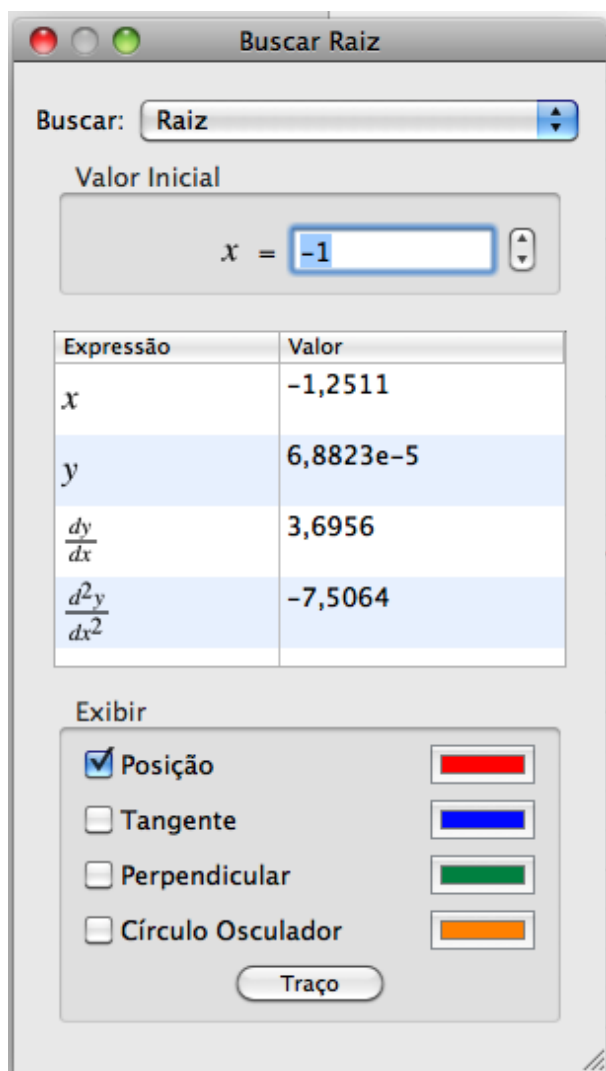 Buscar Raiz
Buscar: Raiz
Valor Inicial
x = -1
Expressão Valor
x -1,2511
y 6,8823e-5
dy/dx 3,6956
d²y/dx² -7,5064
Exibir
Posição
Tangente
Perpendicular
Círculo Osculador
Traço